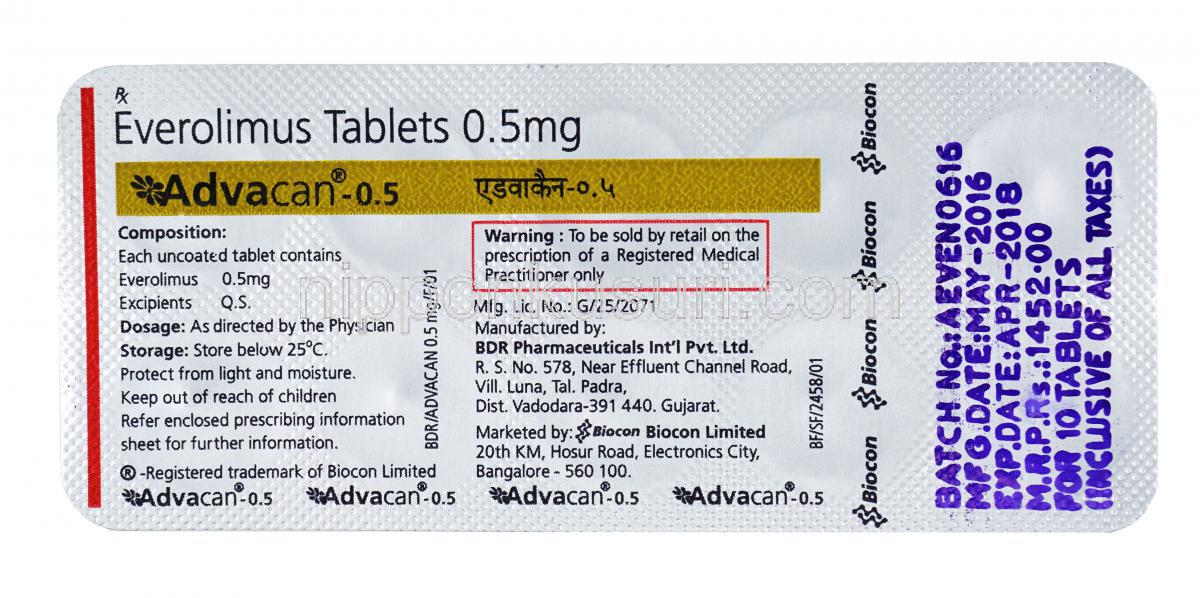 Rx
Everolimus Tablets 0.5mg
Advacan®-0.5 एडवाकैन-०.५
Composition:
Each uncoated tablet contains
Everolimus 0.5mg
Excipients Q.S.
Dosage: As directed by the Physician
Storage: Store below 25°C.
Protect from light and moisture.
Keep out of reach of children
Refer enclosed prescribing information
sheet for further information.
® -Registered trademark of Biocon Limited
BDR/ADVACAN 0.5 mg/F/01
Warning : To be sold by retail on the
prescription of a Registered Medical
Practitioner only
Mfg. Lic. No.: G/25/2071
Manufactured by:
BDR Pharmaceuticals Int'l Pvt. Ltd.
R. S. No. 578, Near Effluent Channel Road,
Vill. Luna, Tal. Padra,
Dist. Vadodara-391 440. Gujarat.
Marketed by: Biocon Biocon Limited
20th KM, Hosur Road, Electronics City,
Bangalore - 560 100.
BF/SF/2458/01
Advacan®-0.5 Advacan®-0.5 Advacan®-0.5 Advacan®-0.5
Biocon
Biocon
Biocon
Biocon
BATCH NO.:AEVEN0616
MFG.DATE:MAY-2016
EXP.DATE:APR-2018
M.R.P.Rs.:1452.00
FOR 10 TABLETS
(INCLUSIVE OF ALL TAXES)
nipponkusuri.com